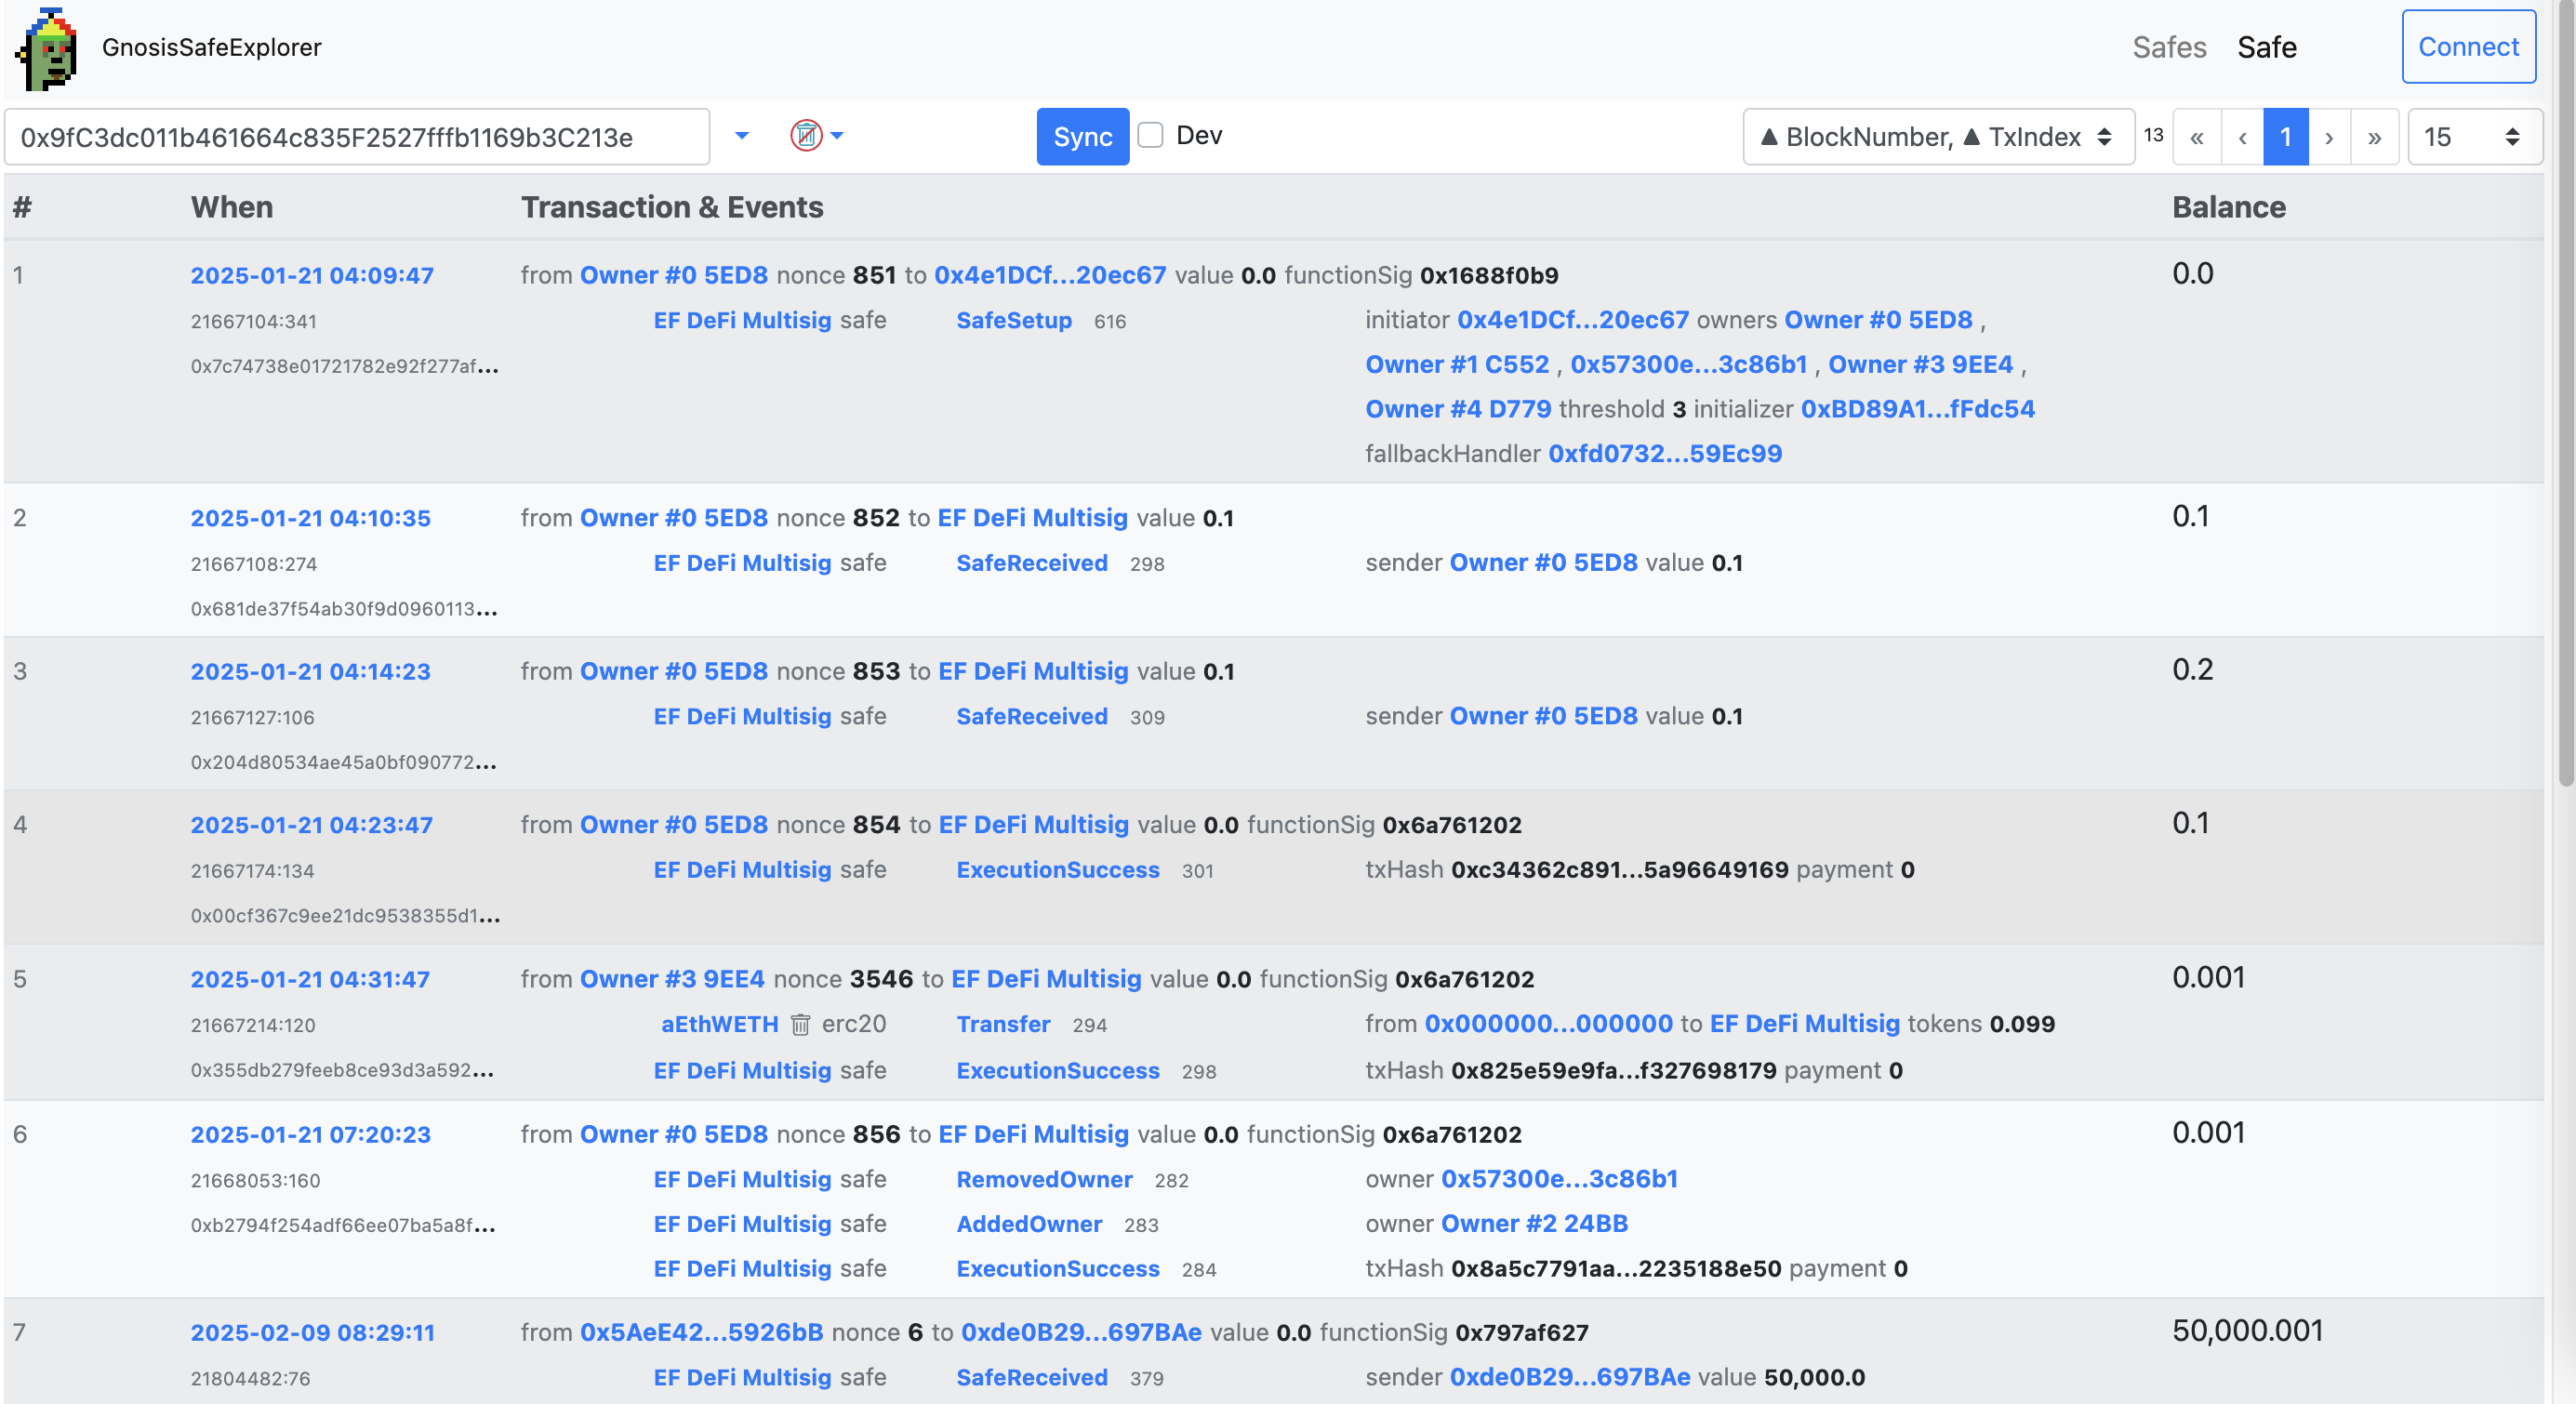 GnosisSafeExplorer Safes Safe Connect
0x9fC3dc011b461664c835F2527fffb1169b3C213e Sync Dev ▲ BlockNumber, ▲ TxIndex 13 « ‹ 1 › » 15
# When Transaction & Events Balance
1 2025-01-21 04:09:47 from Owner #0 5ED8 nonce 851 to 0x4e1DCf...20ec67 value 0.0 functionSig 0x1688f0b9 0.0
21667104:341 EF DeFi Multisig safe SafeSetup 616 initiator 0x4e1DCf...20ec67 owners Owner #0 5ED8 ,
0x7c74738e01721782e92f277af... Owner #1 C552 , 0x57300e...3c86b1 , Owner #3 9EE4 ,
Owner #4 D779 threshold 3 initializer 0xBD89A1...fFdc54
fallbackHandler 0xfd0732...59Ec99
2 2025-01-21 04:10:35 from Owner #0 5ED8 nonce 852 to EF DeFi Multisig value 0.1 0.1
21667108:274 EF DeFi Multisig safe SafeReceived 298 sender Owner #0 5ED8 value 0.1
0x681de37f54ab30f9d0960113...
3 2025-01-21 04:14:23 from Owner #0 5ED8 nonce 853 to EF DeFi Multisig value 0.1 0.2
21667127:106 EF DeFi Multisig safe SafeReceived 309 sender Owner #0 5ED8 value 0.1
0x204d80534ae45a0bf090772...
4 2025-01-21 04:23:47 from Owner #0 5ED8 nonce 854 to EF DeFi Multisig value 0.0 functionSig 0x6a761202 0.1
21667174:134 EF DeFi Multisig safe ExecutionSuccess 301 txHash 0xc34362c891...5a96649169 payment 0
0x00cf367c9ee21dc9538355d1...
5 2025-01-21 04:31:47 from Owner #3 9EE4 nonce 3546 to EF DeFi Multisig value 0.0 functionSig 0x6a761202 0.001
21667214:120 aEthWETH erc20 Transfer 294 from 0x000000...000000 to EF DeFi Multisig tokens 0.099
0x355db279feeb8ce93d3a592... EF DeFi Multisig safe ExecutionSuccess 298 txHash 0x825e59e9fa...f327698179 payment 0
6 2025-01-21 07:20:23 from Owner #0 5ED8 nonce 856 to EF DeFi Multisig value 0.0 functionSig 0x6a761202 0.001
21668053:160 EF DeFi Multisig safe RemovedOwner 282 owner 0x57300e...3c86b1
0xb2794f254adf66ee07ba5a8f... EF DeFi Multisig safe AddedOwner 283 owner Owner #2 24BB
EF DeFi Multisig safe ExecutionSuccess 284 txHash 0x8a5c7791aa...2235188e50 payment 0
7 2025-02-09 08:29:11 from 0x5AeE42...5926bB nonce 6 to 0xde0B29...697BAe value 0.0 functionSig 0x797af627 50,000.001
21804482:76 EF DeFi Multisig safe SafeReceived 379 sender 0xde0B29...697BAe value 50,000.0